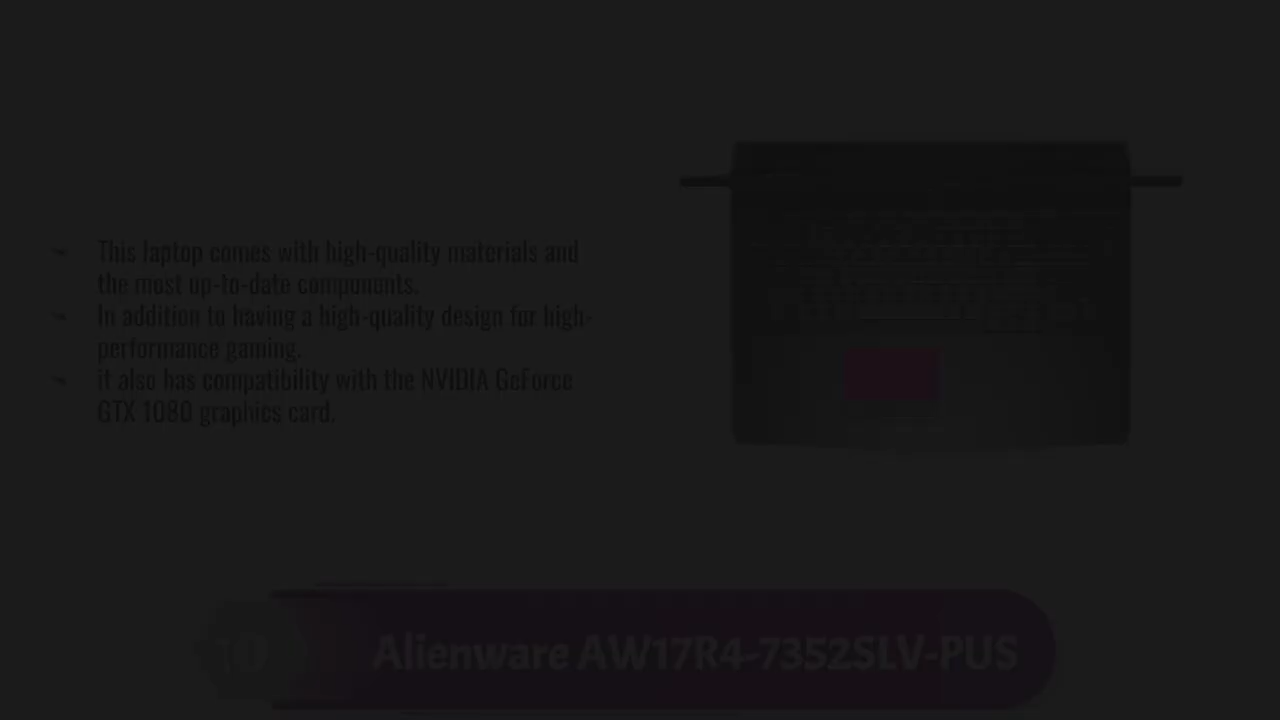 This laptop comes with high-quality materials and
the most up-to-date components.
In addition to having a high-quality design for high-
performance gaming.
it also has compatibility with the NVIDIA GeForce
GTX 1080 graphics card.
10
Alienware AW17R4-7352SLV-PUS